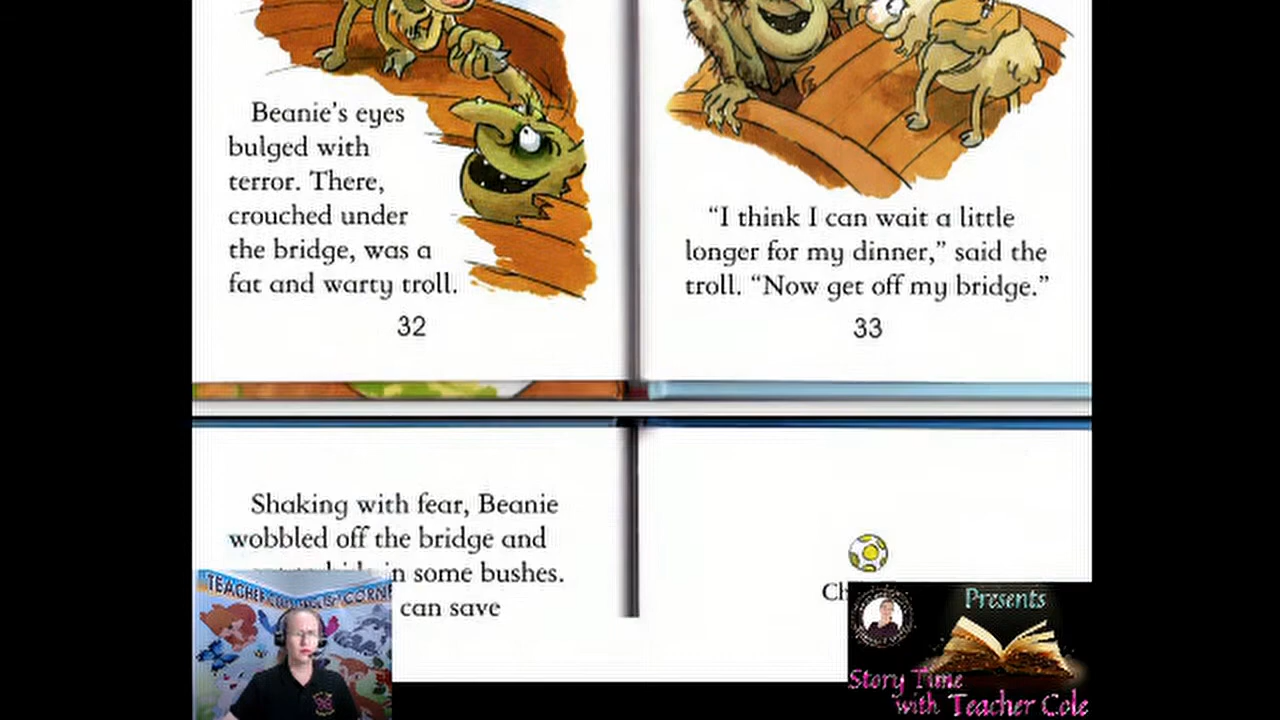 Beanie's eyes
bulged with
terror. There,
crouched under
the bridge, was a
fat and warty troll.
32
"I think I can wait a little
longer for my dinner," said the
troll. "Now get off my bridge."
33
Shaking with fear, Beanie
wobbled off the bridge and
in some bushes.
can save
TEACHER
Presents
Story Time
with Teacher Cole